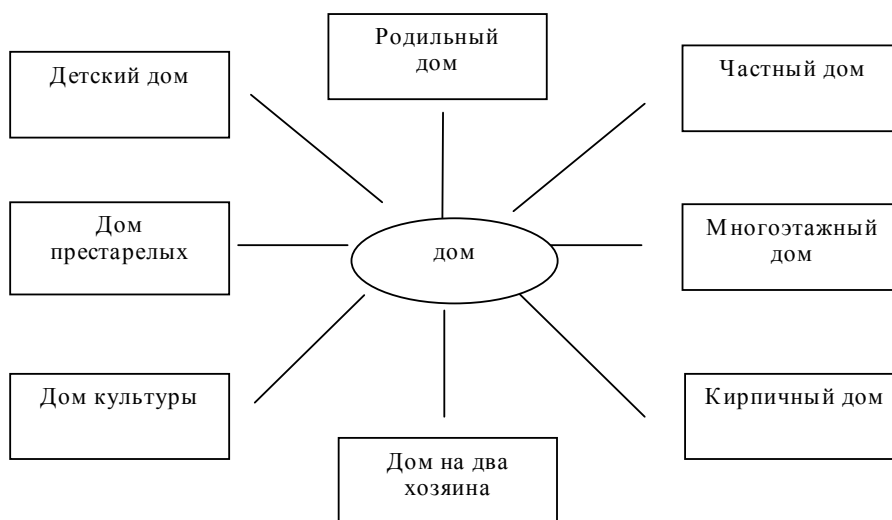 Родильный
дом
Детский дом
Частный дом
Дом
престарелых
дом
Многоэтажный
дом
Дом культуры
Кирпичный дом
Дом на два
хозяина